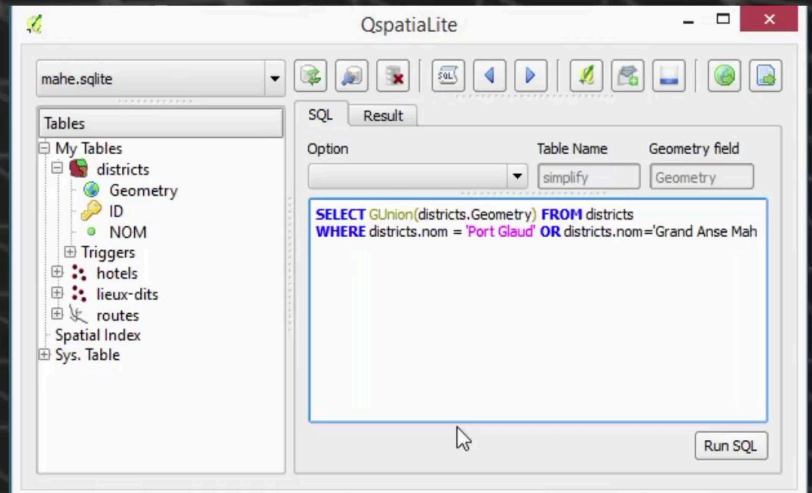 QspatiaLite
mahe.sqlite
SQL
Tables
SQL Result
Option Table Name Geometry field
simplify Geometry
My Tables
districts
Geometry
ID
NOM
Triggers
hotels
lieux-dits
routes
Spatial Index
Sys. Table
SELECT GUnion(districts.Geometry) FROM districts
WHERE districts.nom = 'Port Glaud' OR districts.nom='Grand Anse Mah
Run SQL